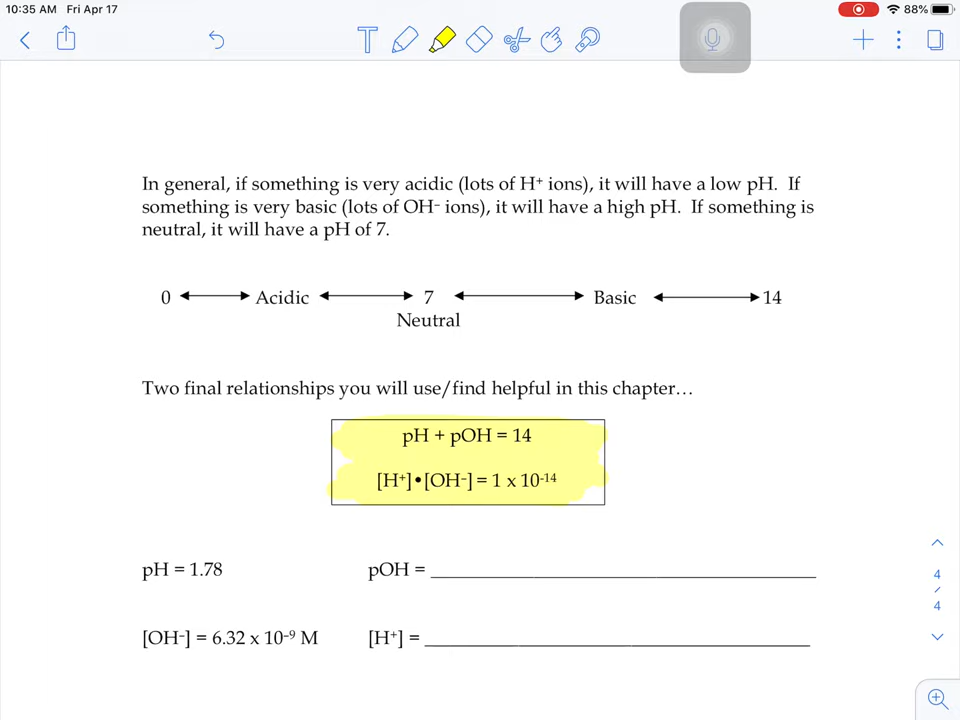 10:35 AM Fri Apr 17 88%
In general, if something is very acidic (lots of H⁺ ions), it will have a low pH. If
something is very basic (lots of OH⁻ ions), it will have a high pH. If something is
neutral, it will have a pH of 7.
0 Acidic 7 Basic 14
Neutral
Two final relationships you will use/find helpful in this chapter…
pH + pOH = 14
[H⁺]•[OH⁻] = 1 x 10⁻¹⁴
pH = 1.78 pOH = ________________
[OH⁻] = 6.32 x 10⁻⁹ M [H⁺] = ________________
4
/
4